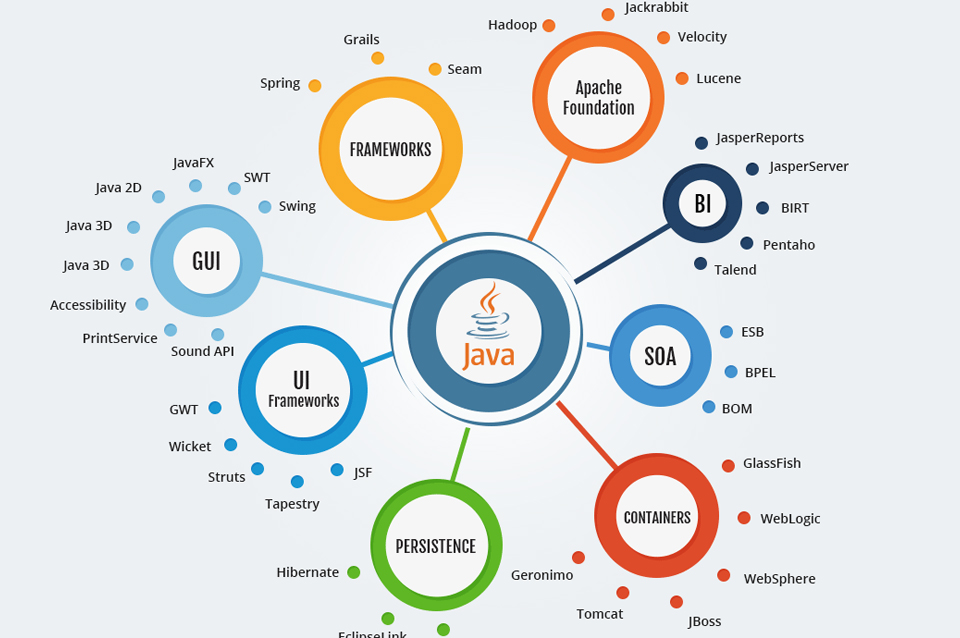 Jackrabbit
Hadoop
Velocity
Lucene
Apache
Foundation
Grails
Spring
Seam
FRAMEWORKS
JasperReports
JasperServer
BIRT
Pentaho
Talend
BI
JavaFX
SWT
Java 2D
Swing
Java 3D
Java 3D
Accessibility
PrintService
Sound API
GUI
Java
ESB
BPEL
BOM
SOA
UI
Frameworks
GWT
Wicket
Struts
Tapestry
JSF
GlassFish
WebLogic
WebSphere
JBoss
Tomcat
Geronimo
CONTAINERS
PERSISTENCE
Hibernate
EclipseLink